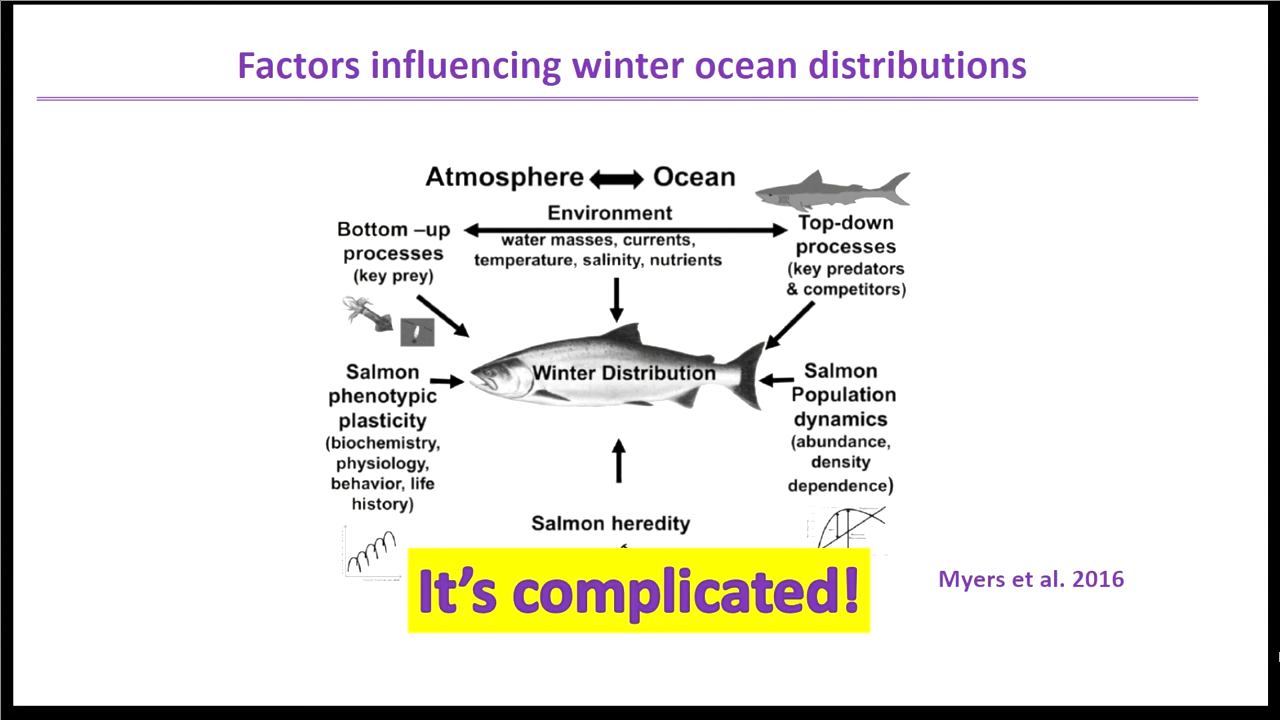 Factors influencing winter ocean distributions
Atmosphere Ocean
Environment
water masses, currents,
temperature, salinity, nutrients
Bottom –up
processes
(key prey)
Top-down
processes
(key predators
& competitors)
Winter Distribution
Salmon
phenotypic
plasticity
(biochemistry,
physiology,
behavior, life
history)
Salmon
Population
dynamics
(abundance,
density
dependence)
Salmon heredity
It's complicated!
Myers et al. 2016